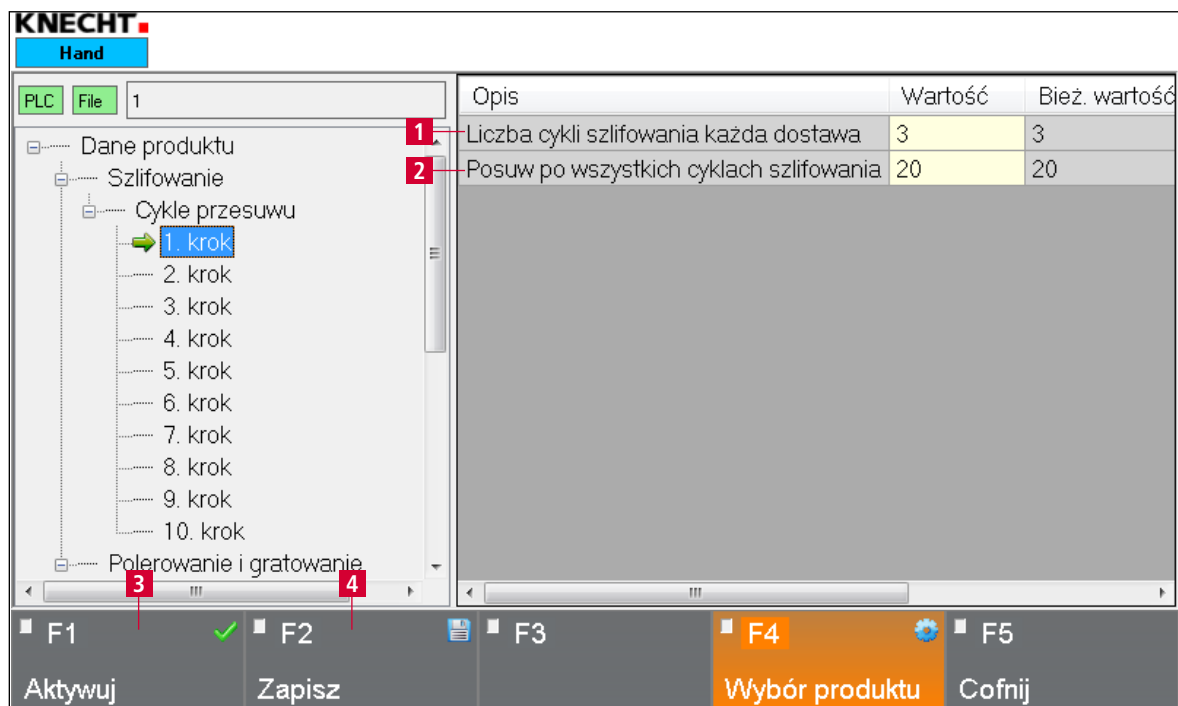 KNECHT
Hand
PLC File 1
Dane produktu
Szlifowanie
Cykle przesuwu
1. krok
2. krok
3. krok
4. krok
5. krok
6. krok
7. krok
8. krok
9. krok
10. krok
Polerowanie i gratowanie
Opis Wartość Bież. wartość
1 Liczba cykli szlifowania każda dostawa 3 3
2 Posuw po wszystkich cyklach szlifowania 20 20
3 4
F1 F2 F3 F4 F5
Aktywuj Zapisz Wybór produktu Cofnij